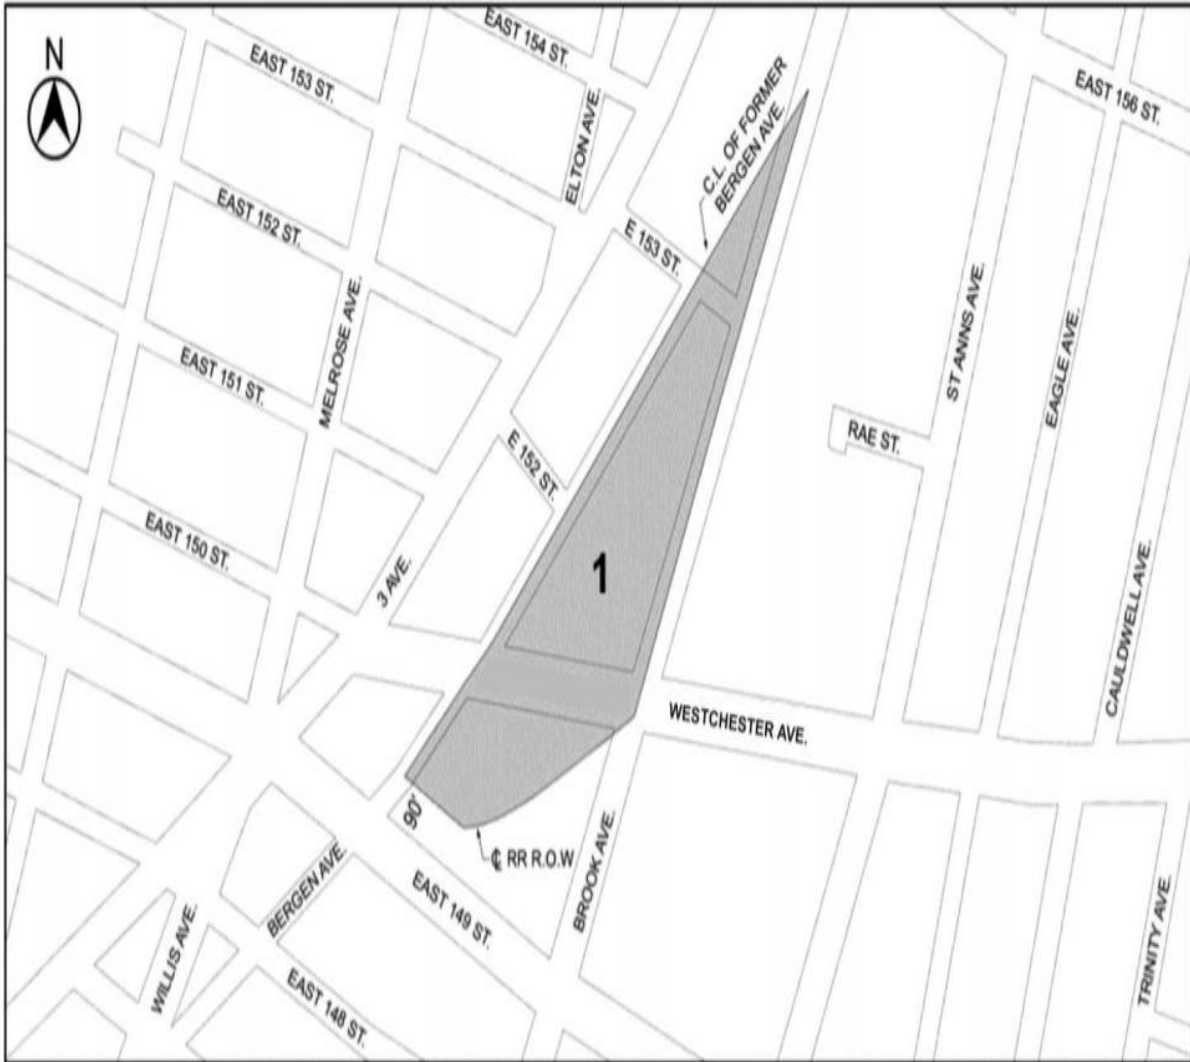 N
EAST 154 ST.
EAST 153 ST.
ELTON AVE.
C.L. OF FORMER
BERGEN AVE.
EAST 156 ST.
EAST 152 ST.
E 153 ST.
MELROSE AVE.
ST ANNS AVE.
EAGLE AVE.
EAST 151 ST.
RAE ST.
E 152 ST.
EAST 150 ST.
3 AVE.
1
CAULDWELL AVE.
WESTCHESTER AVE.
90'
℄ RR R.O.W
BROOK AVE.
BERGEN AVE.
EAST 149 ST.
WILLIS AVE.
TRINITY AVE.
EAST 148 ST.